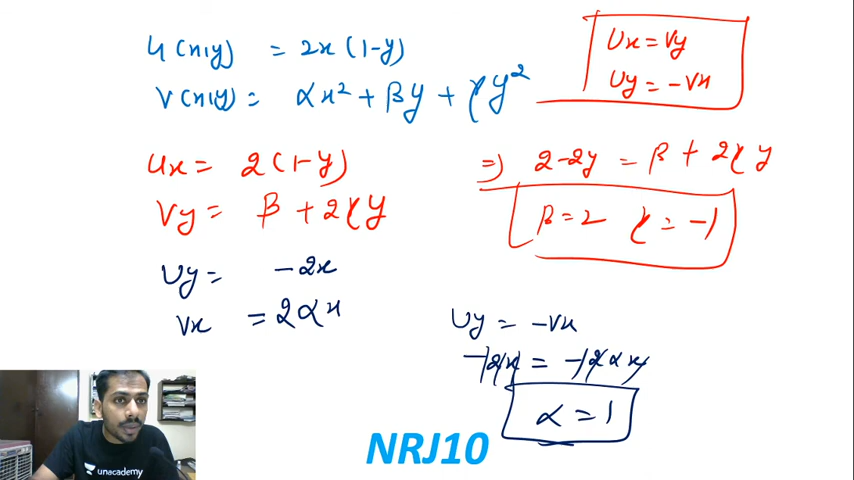 u(x,y) = 2x(1-y)
v(x,y) = αx² + βy + γy²
Ux = Vy
Uy = -Vx
Ux = 2(1-y)
Vy = β + 2γy
⇒) 2-2y = β + 2γy
β = 2 γ = -1
Uy = -2x
Vx = 2αx
Uy = -Vx
-2x = -2αx
α = 1
unacademy
NRJ10